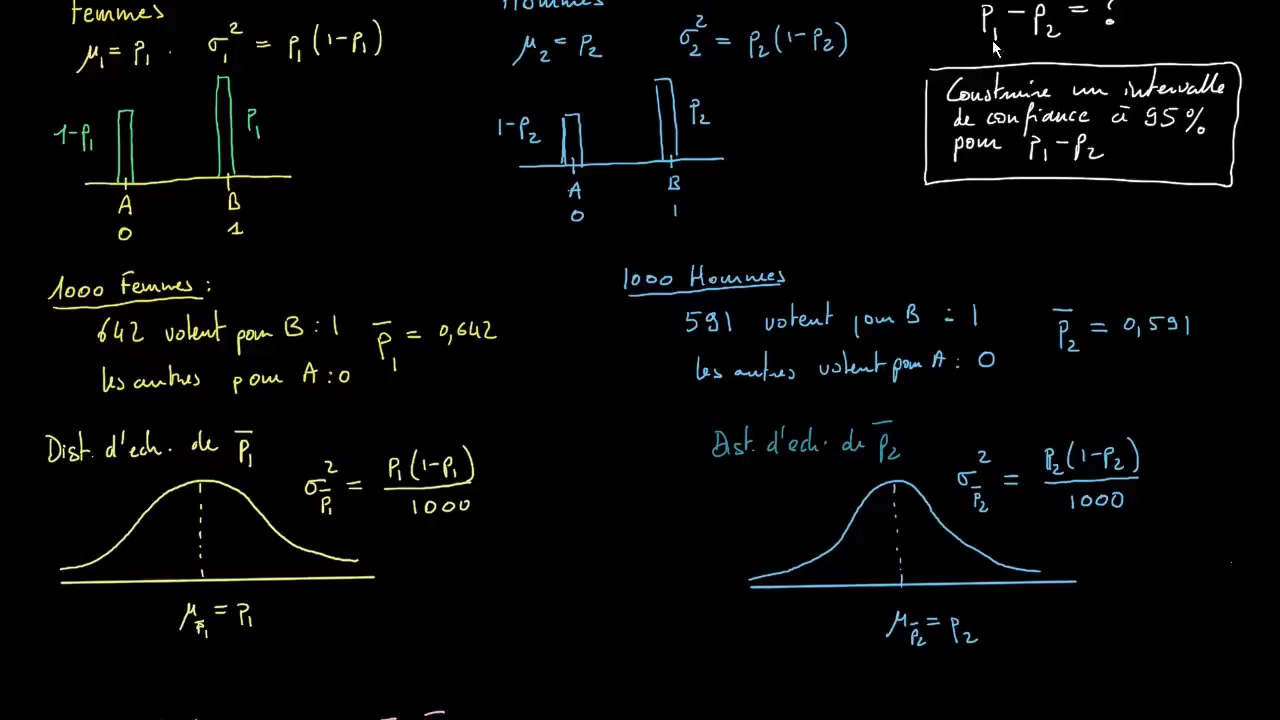 Femmes
μ₁ = p₁ . σ₁² = p₁(1-p₁)
1-p₁
p₁
A
B
0
1
Hommes
μ₂ = p₂ σ₂² = p₂(1-p₂)
1-p₂
p₂
A
B
0
1
p₁ - p₂ = ?
Construire un intervalle
de confiance à 95%
pour p₁-p₂
1000 Femmes :
642 votent pour B : 1
les autres pour A : 0
p̄₁ = 0,642
1000 Hommes
591 votent pour B : 1
les autres votent pour A : 0
p̄₂ = 0,591
Dist. d'ech. de p̄₁
σ²p̄₁ = p₁(1-p₁)/1000
μp̄₁ = p₁
Dist. d'ech. de p̄₂
σ²p̄₂ = p₂(1-p₂)/1000
μp̄₂ = p₂